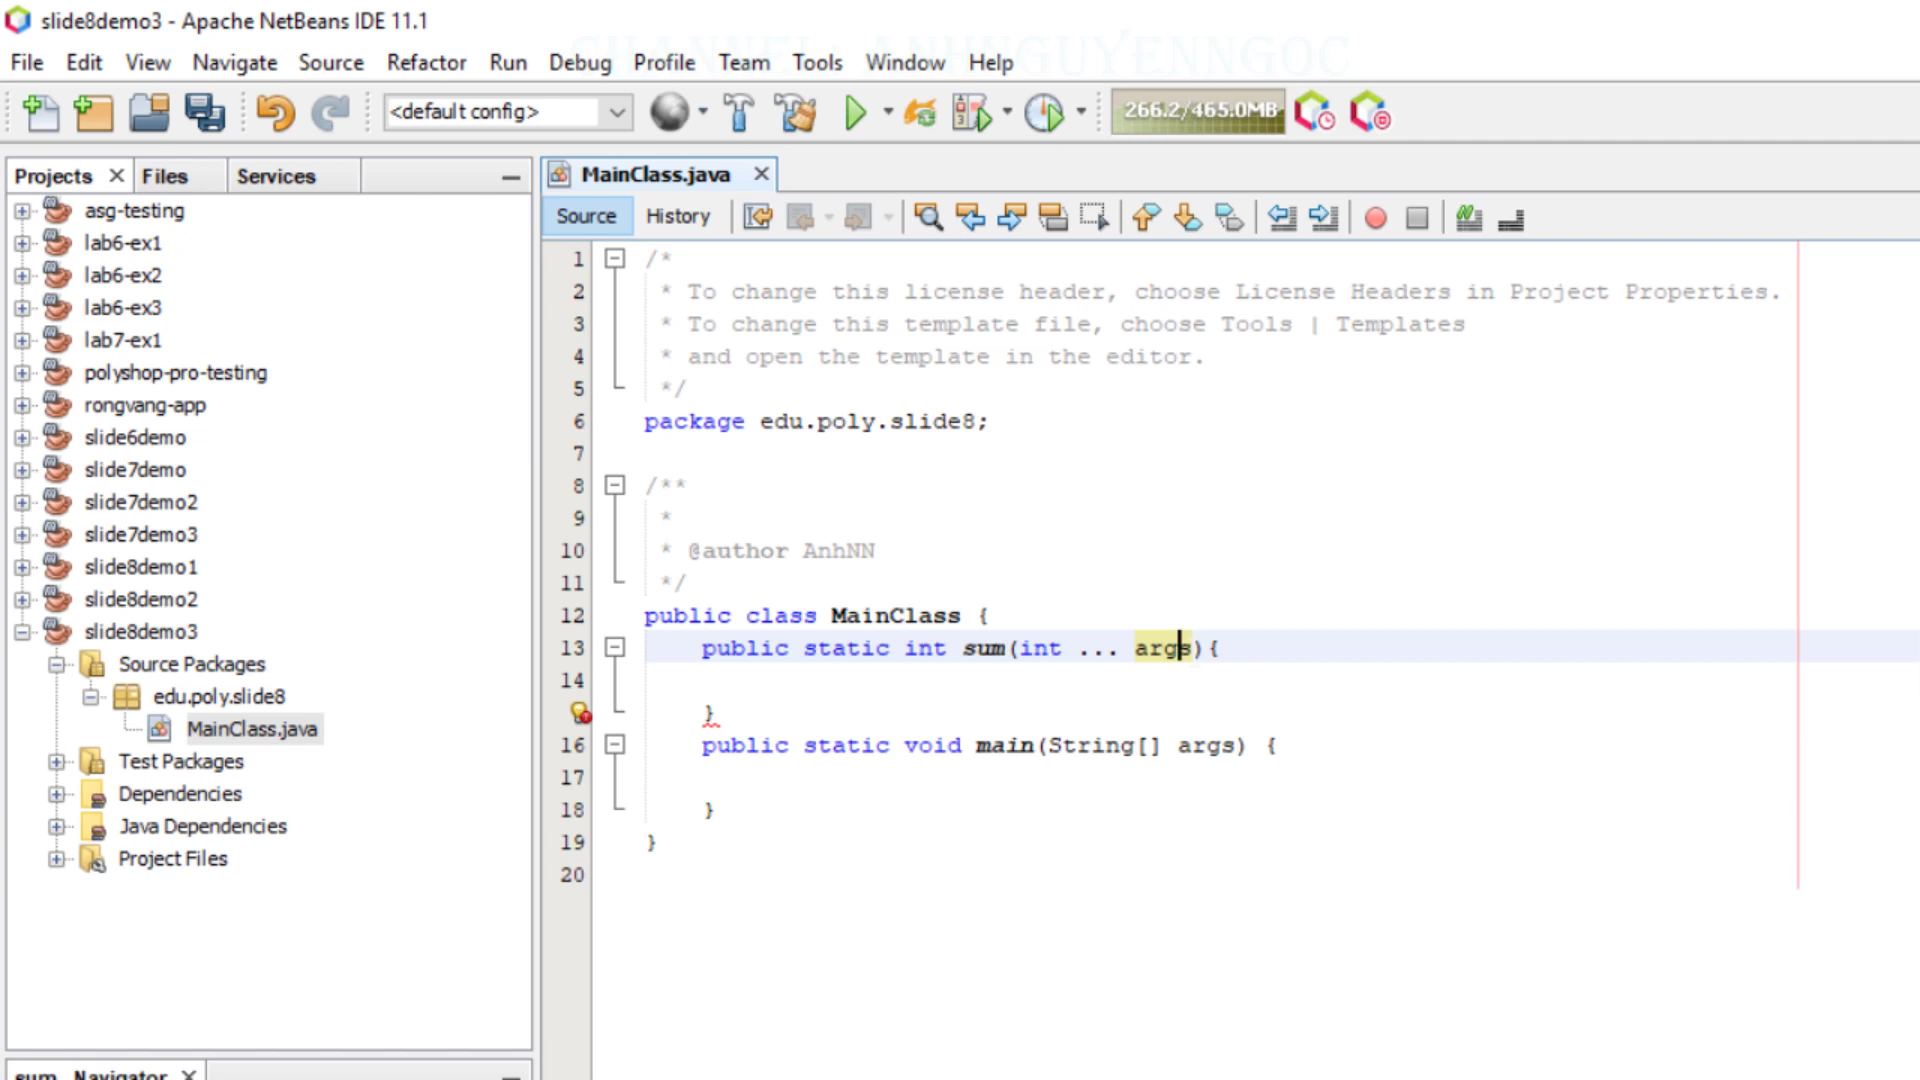 slide8demo3 - Apache NetBeans IDE 11.1
CHANNEL: ANHNGUYENNGOC
File Edit View Navigate Source Refactor Run Debug Profile Team Tools Window Help
<default config>
266.2/465.0MB
Projects Files Services
asg-testing
lab6-ex1
lab6-ex2
lab6-ex3
lab7-ex1
polyshop-pro-testing
rongvang-app
slide6demo
slide7demo
slide7demo2
slide7demo3
slide8demo1
slide8demo2
slide8demo3
Source Packages
edu.poly.slide8
MainClass.java
Test Packages
Dependencies
Java Dependencies
Project Files
sum - Navigator
MainClass.java
Source History
1 /*
2 * To change this license header, choose License Headers in Project Properties.
3 * To change this template file, choose Tools | Templates
4 * and open the template in the editor.
5 */
6 package edu.poly.slide8;
7
8 /**
9 *
10 * @author AnhNN
11 */
12 public class MainClass {
13 public static int sum(int ... args){
14
}
16 public static void main(String[] args) {
17
18 }
19 }
20